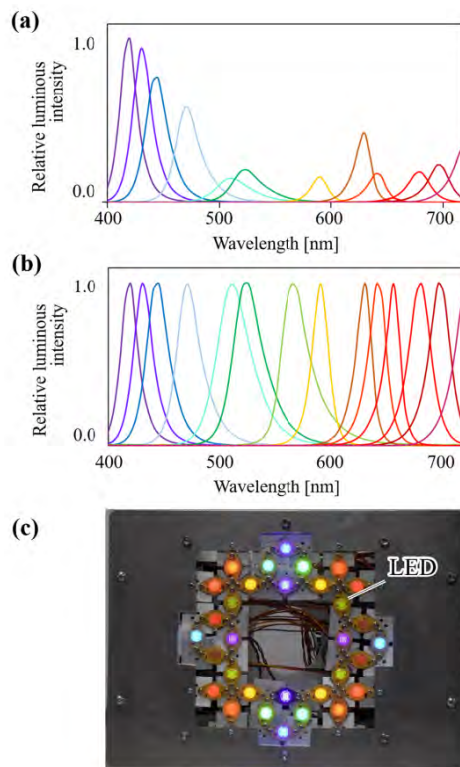 (a)
Relative luminous
intensity
1.0
0.0
400
500
600
700
Wavelength [nm]
(b)
Relative luminous
intensity
1.0
0.0
400
500
600
700
Wavelength [nm]
(c)
LED